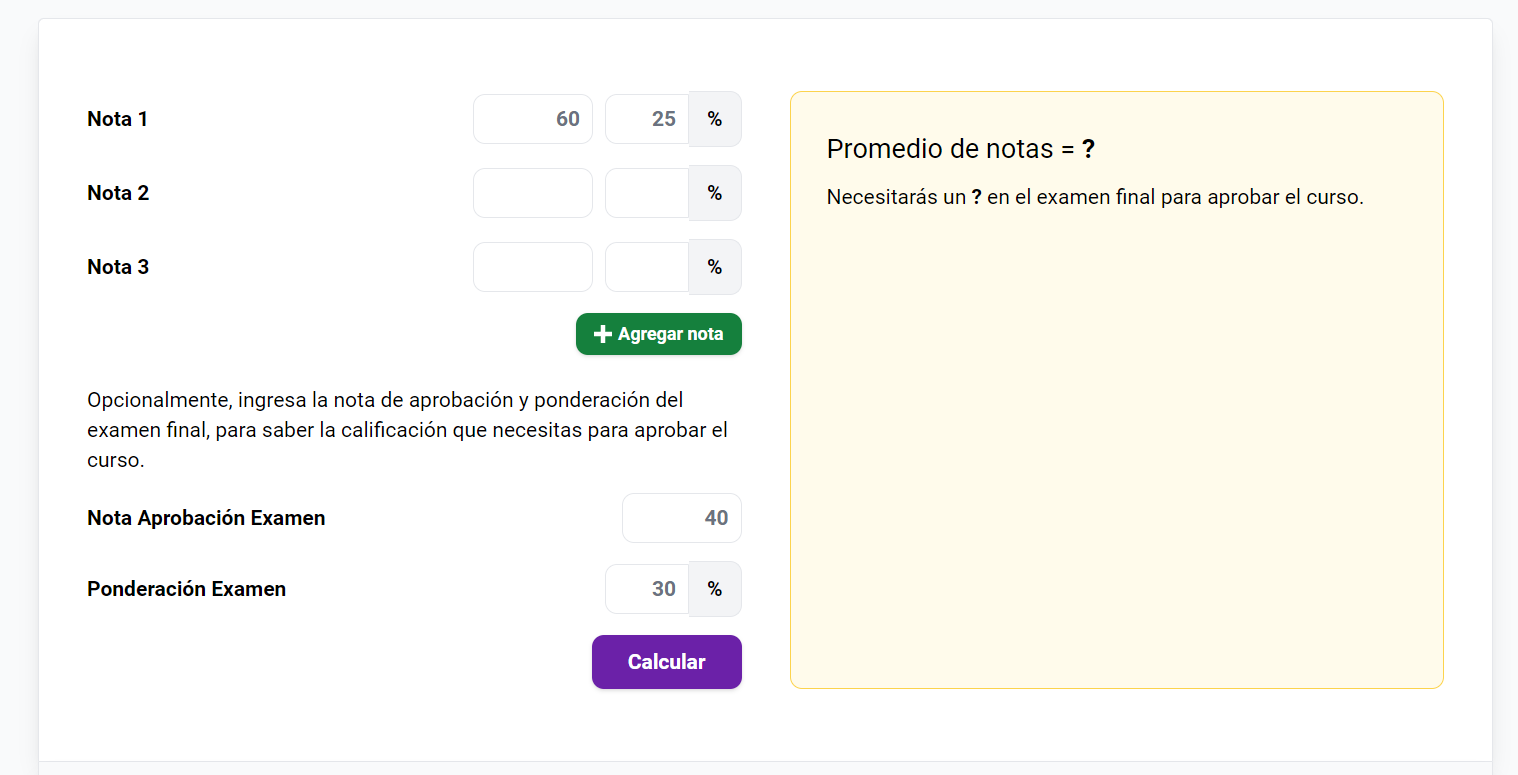 Nota 1 60 25 %
Nota 2 %
Nota 3 %
Agregar nota
Opcionalmente, ingresa la nota de aprobación y ponderación del
examen final, para saber la calificación que necesitas para aprobar el
curso.
Nota Aprobación Examen 40
Ponderación Examen 30 %
Calcular
Promedio de notas = ?
Necesitarás un ? en el examen final para aprobar el curso.